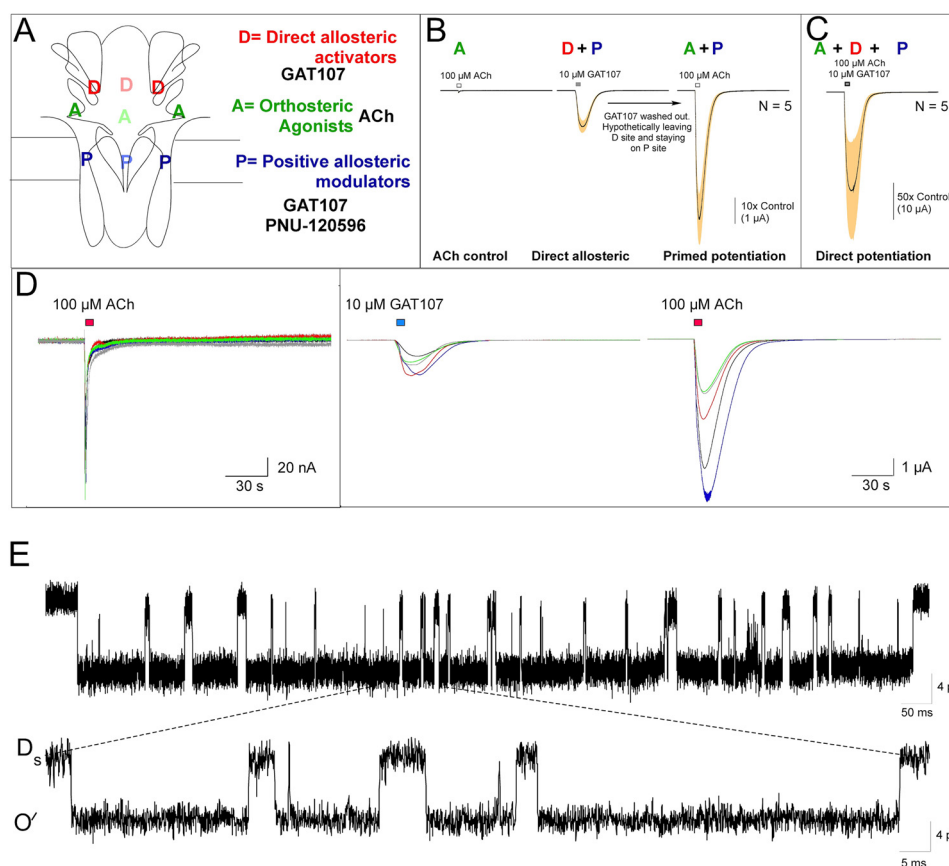 A
D= Direct allosteric
activators
GAT107
D
D
D
A= Orthosteric
Agonists
ACh
A
A
A
P= Positive allosteric
modulators
GAT107
PNU-120596
P
P
P
B
A
D + P
A + P
100 µM ACh
10 µM GAT107
100 µM ACh
N = 5
GAT107 washed out.
Hypothetically leaving
D site and staying
on P site
10x Control
(1 µA)
ACh control
Direct allosteric
Primed potentiation
C
A + D + P
100 µM ACh
10 µM GAT107
N = 5
50x Control
(10 µA)
Direct potentiation
D
100 µM ACh
20 nA
30 s
10 µM GAT107
100 µM ACh
1 µA
30 s
E
4 p
50 ms
Ds
O′
4 p
5 ms